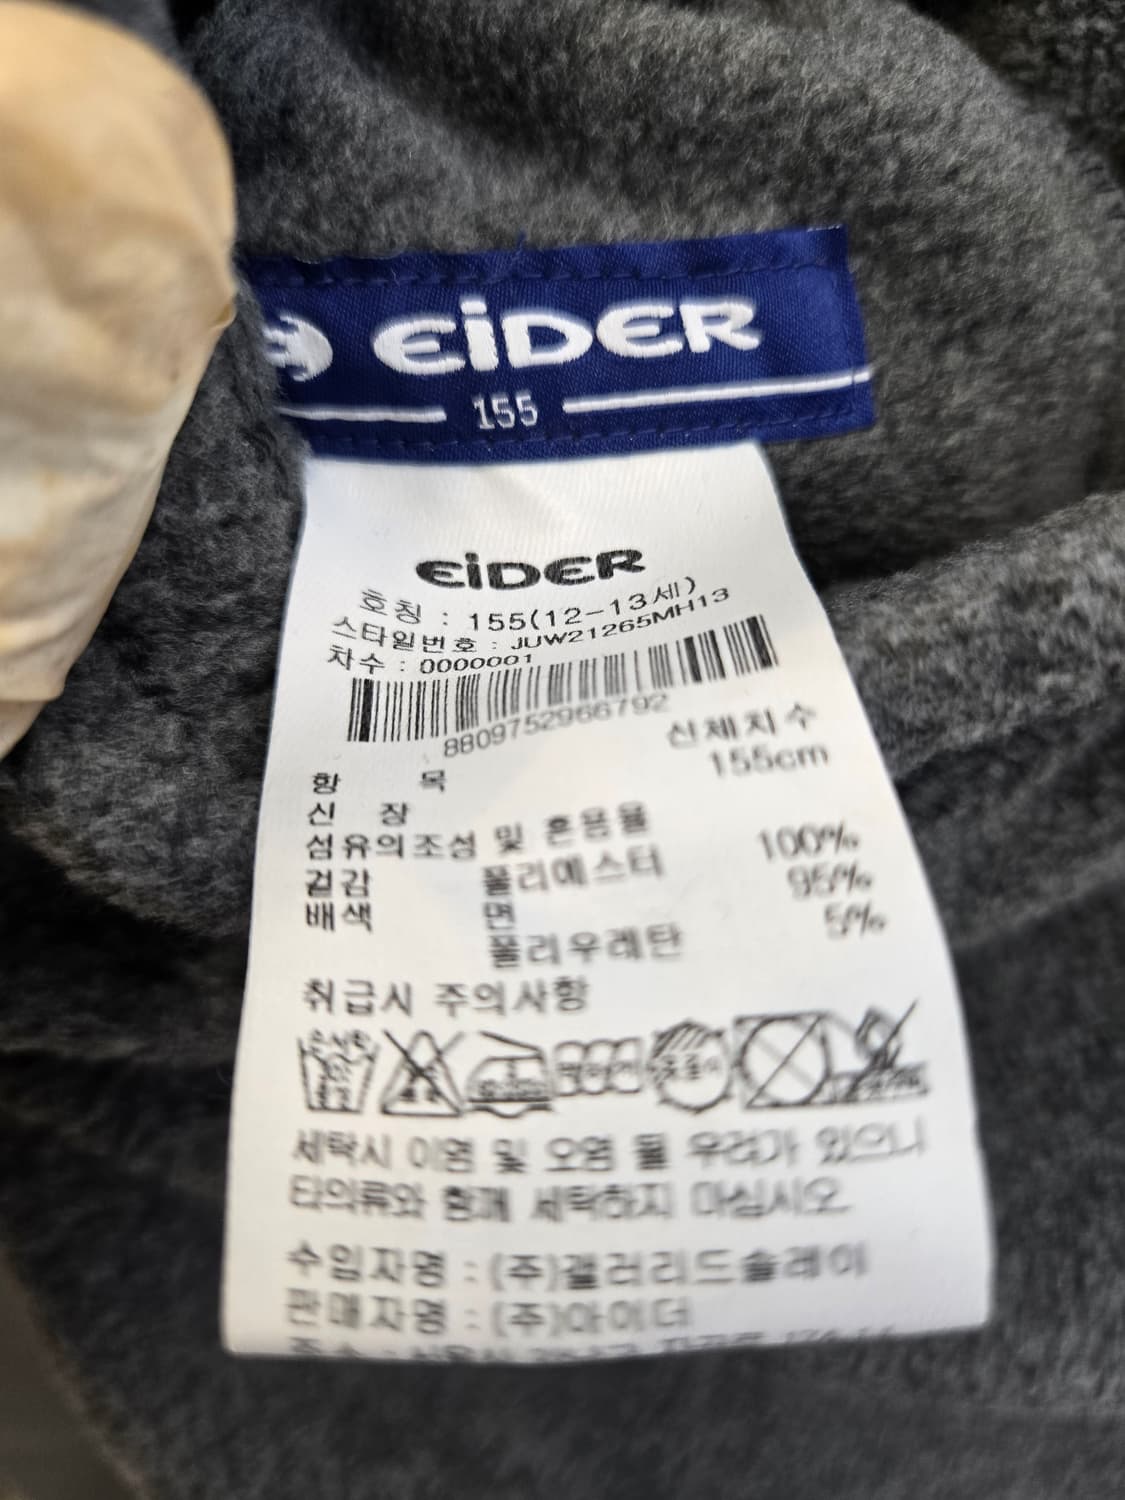 EiDER
155
EiDER
호칭 : 155(12-13세)
스타일번호 : JUW21265MH13
차수 : 0000001
8809752966792
항 목 신체치수
신 장 155cm
섬유의조성 및 혼용율
겉감 폴리에스터 100%
배색 면 95%
폴리우레탄 5%
취급시 주의사항
세탁시 이염 및 오염 될 우려가 있으니
타의류와 함께 세탁하지 마십시오.
수입자명 : (주)갤러리드솔레이
판매자명 : (주)아이더